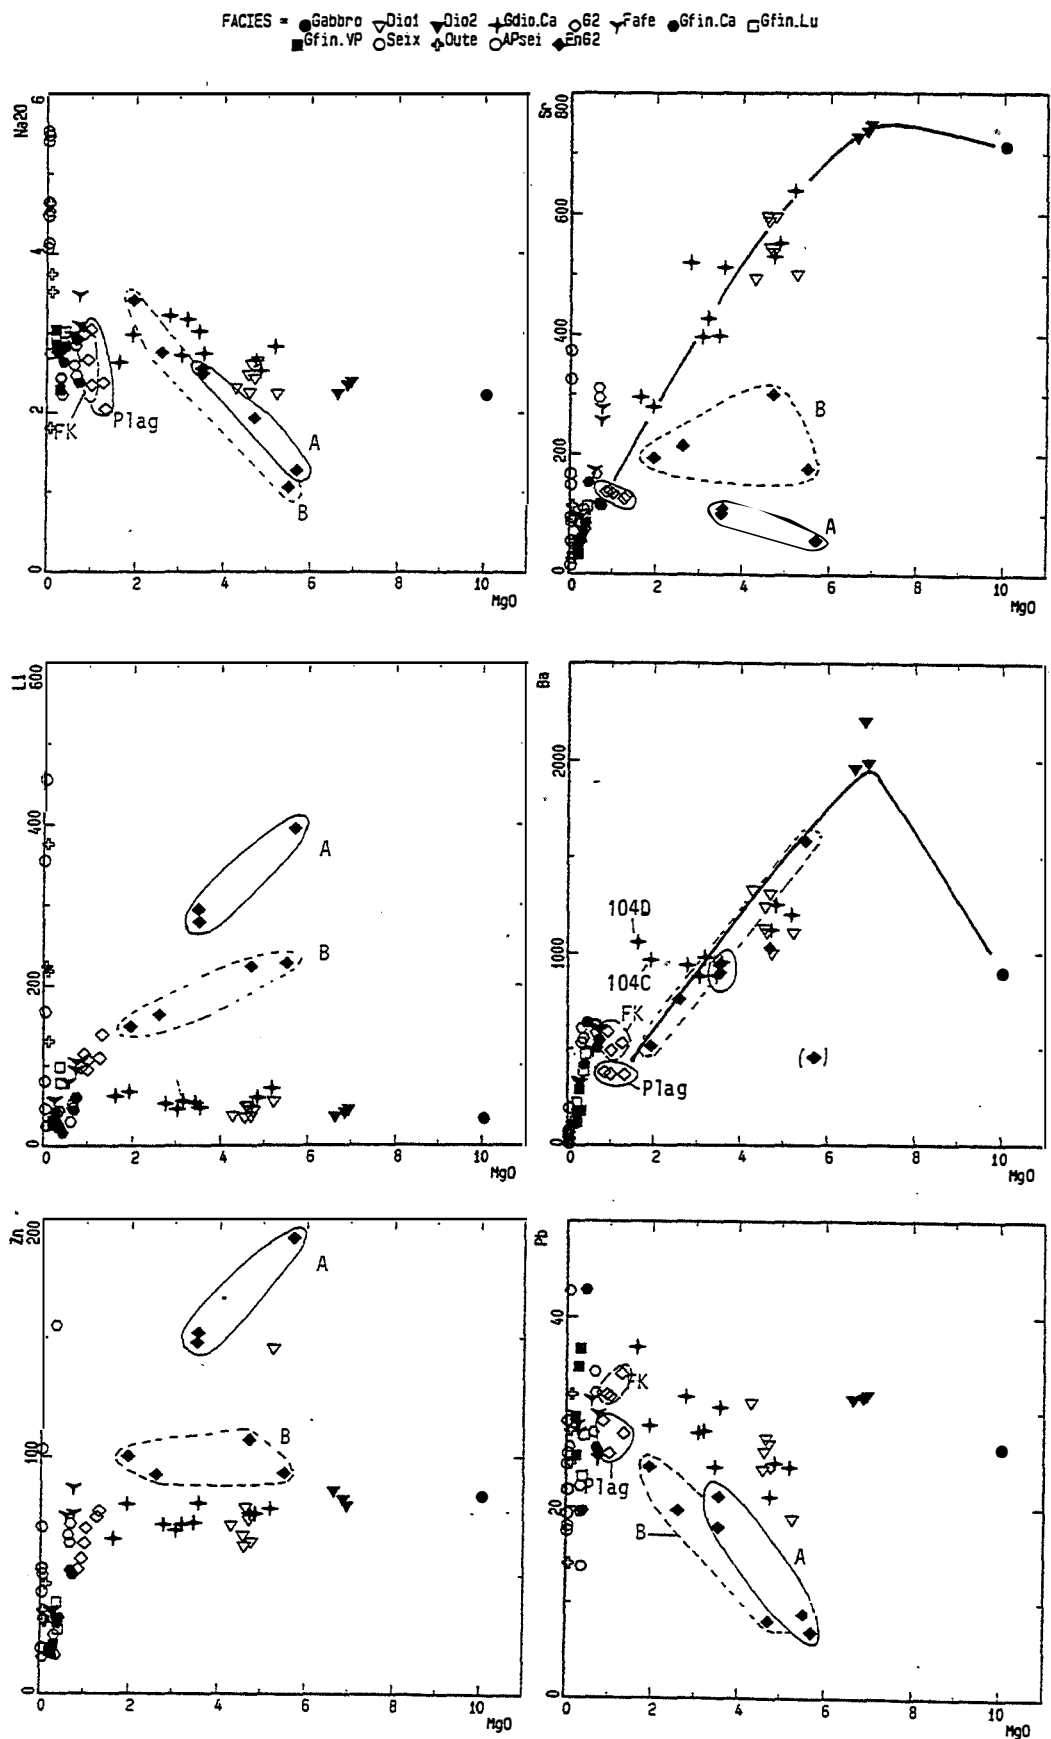 FACIES = Gabbro Dio1 Dio2 Gdio.Ca G2 Fafe Gfin.Ca Gfin.Lu
Gfin.VP Seix Oute APsei En62
Na2O
6
4
2
0
FK
Plag
A
B
0 2 4 6 8 10
MgO
Sr
800
600
400
200
0
B
A
0 2 4 6 8 10
MgO
Li
600
400
200
0
A
B
0 2 4 6 8 10
MgO
Ba
2000
1000
0
104D
104C
FK
Plag
0 2 4 6 8 10
MgO
Zn
200
100
0
A
B
0 2 4 6 8 10
MgO
Pb
40
20
0
FK
Plag
B
A
0 2 4 6 8 10
MgO